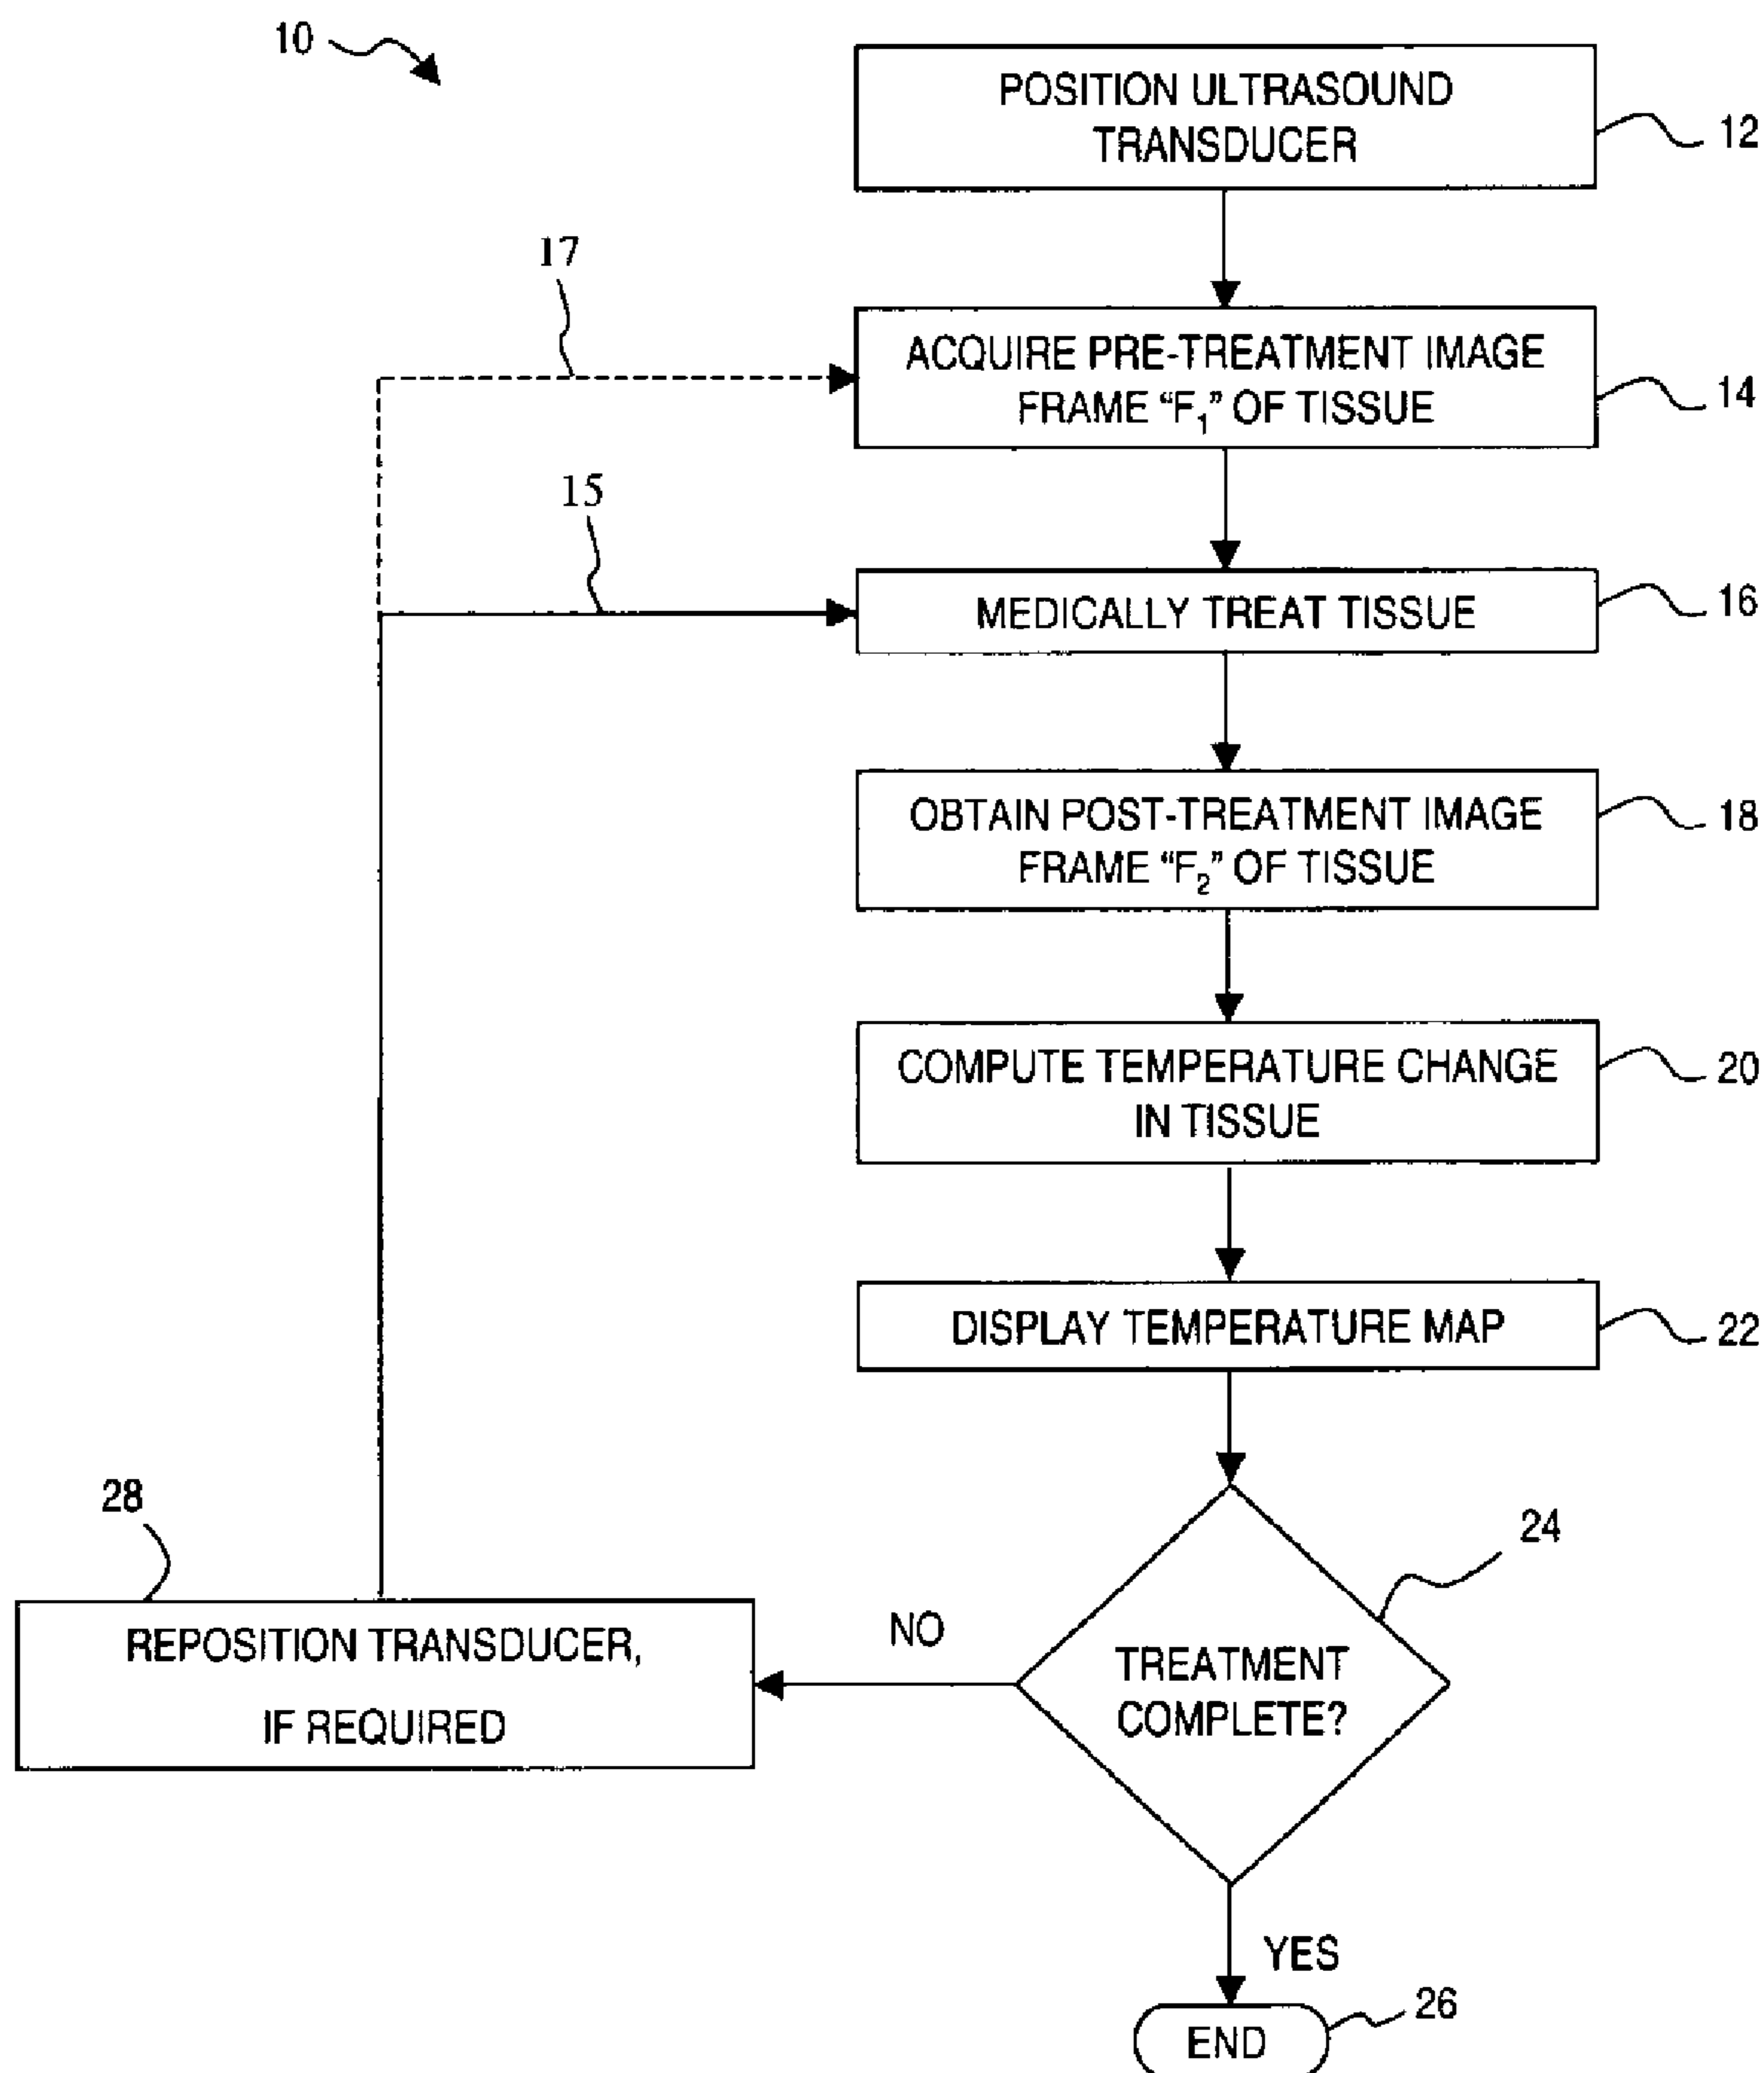 10
POSITION ULTRASOUND
TRANSDUCER
12
17
ACQUIRE PRE-TREATMENT IMAGE
FRAME “F₁” OF TISSUE
14
15
MEDICALLY TREAT TISSUE
16
OBTAIN POST-TREATMENT IMAGE
FRAME “F₂” OF TISSUE
18
COMPUTE TEMPERATURE CHANGE
IN TISSUE
20
DISPLAY TEMPERATURE MAP
22
28
24
REPOSITION TRANSDUCER,
IF REQUIRED
NO
TREATMENT
COMPLETE?
YES
26
END